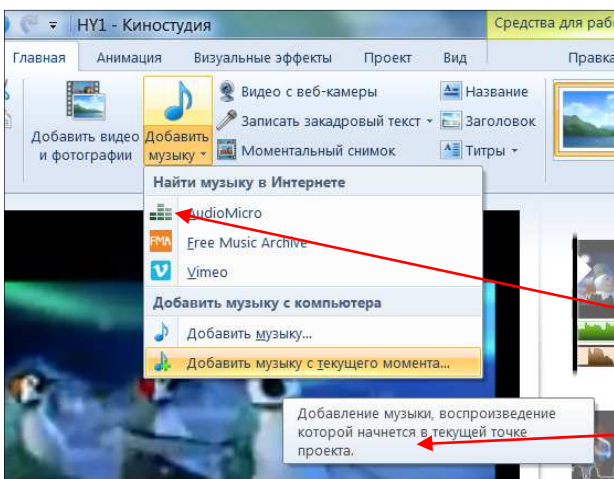 HY1 - Киностудия
Средства для раб
Главная Анимация Визуальные эффекты Проект Вид Правка
Добавить видео и фотографии
Добавить музыку
Видео с веб-камеры
Записать закадровый текст
Моментальный снимок
Название
Заголовок
Титры
Найти музыку в Интернете
AudioMicro
FMA Free Music Archive
Vimeo
Добавить музыку с компьютера
Добавить музыку...
Добавить музыку с текущего момента...
Добавление музыки, воспроизведение
которой начнется в текущей точке
проекта.